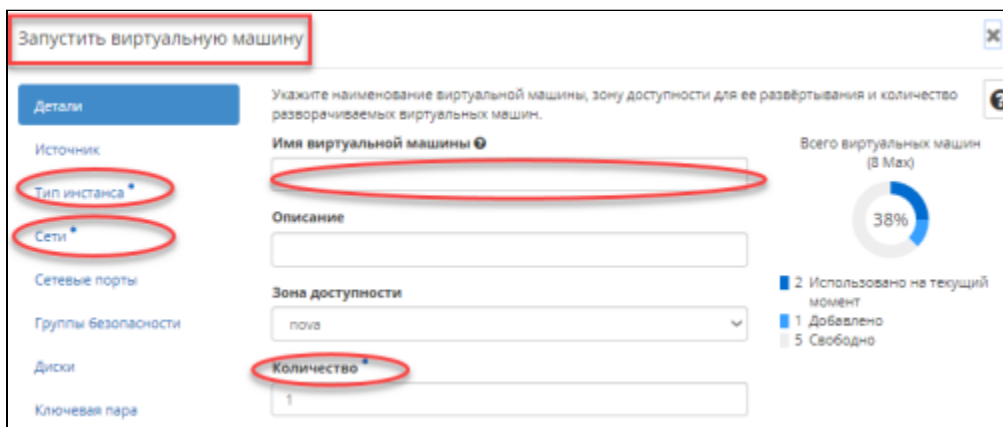 Запустить виртуальную машину
Детали
Источник
Тип инстанса *
Сети *
Сетевые порты
Группы безопасности
Диски
Ключевая пара
Укажите наименование виртуальной машины, зону доступности для ее развёртывания и количество
разворачиваемых виртуальных машин.
Имя виртуальной машины
Описание
Зона доступности
nova
Количество *
1
Всего виртуальных машин
(8 Max)
38%
2 Использовано на текущий
момент
1 Добавлено
5 Свободно